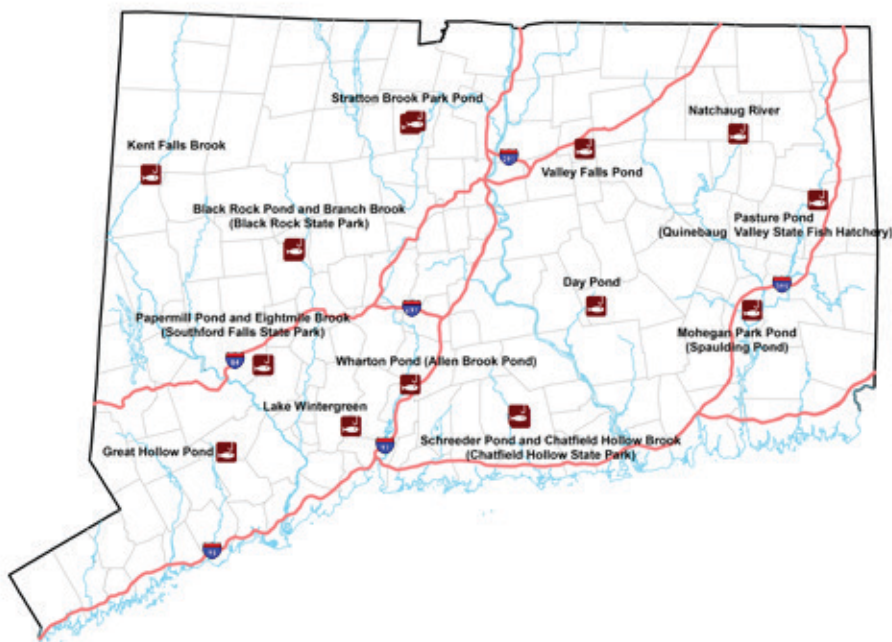 Stratton Brook Park Pond
Natchaug River
Kent Falls Brook
Valley Falls Pond
Black Rock Pond and Branch Brook
(Black Rock State Park)
Pasture Pond
(Quinebaug Valley State Fish Hatchery)
Day Pond
Papermill Pond and Eightmile Brook
(Southford Falls State Park)
Mohegan Park Pond
(Spaulding Pond)
84
Wharton Pond (Allen Brook Pond)
Lake Wintergreen
Schreeder Pond and Chatfield Hollow Brook
(Chatfield Hollow State Park)
Great Hollow Pond
91
95